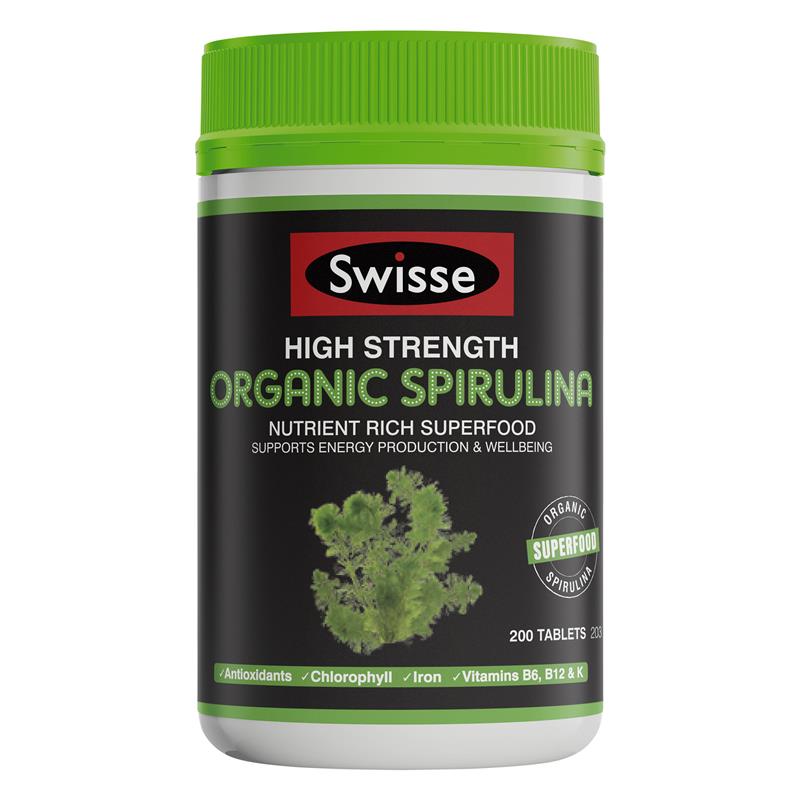 Swisse
HIGH STRENGTH
ORGANIC SPIRULINA
NUTRIENT RICH SUPERFOOD
SUPPORTS ENERGY PRODUCTION & WELLBEING
ORGANIC
SUPERFOOD
SPIRULINA
200 TABLETS 203
✓Antioxidants ✓Chlorophyll ✓Iron ✓Vitamins B6, B12 & K